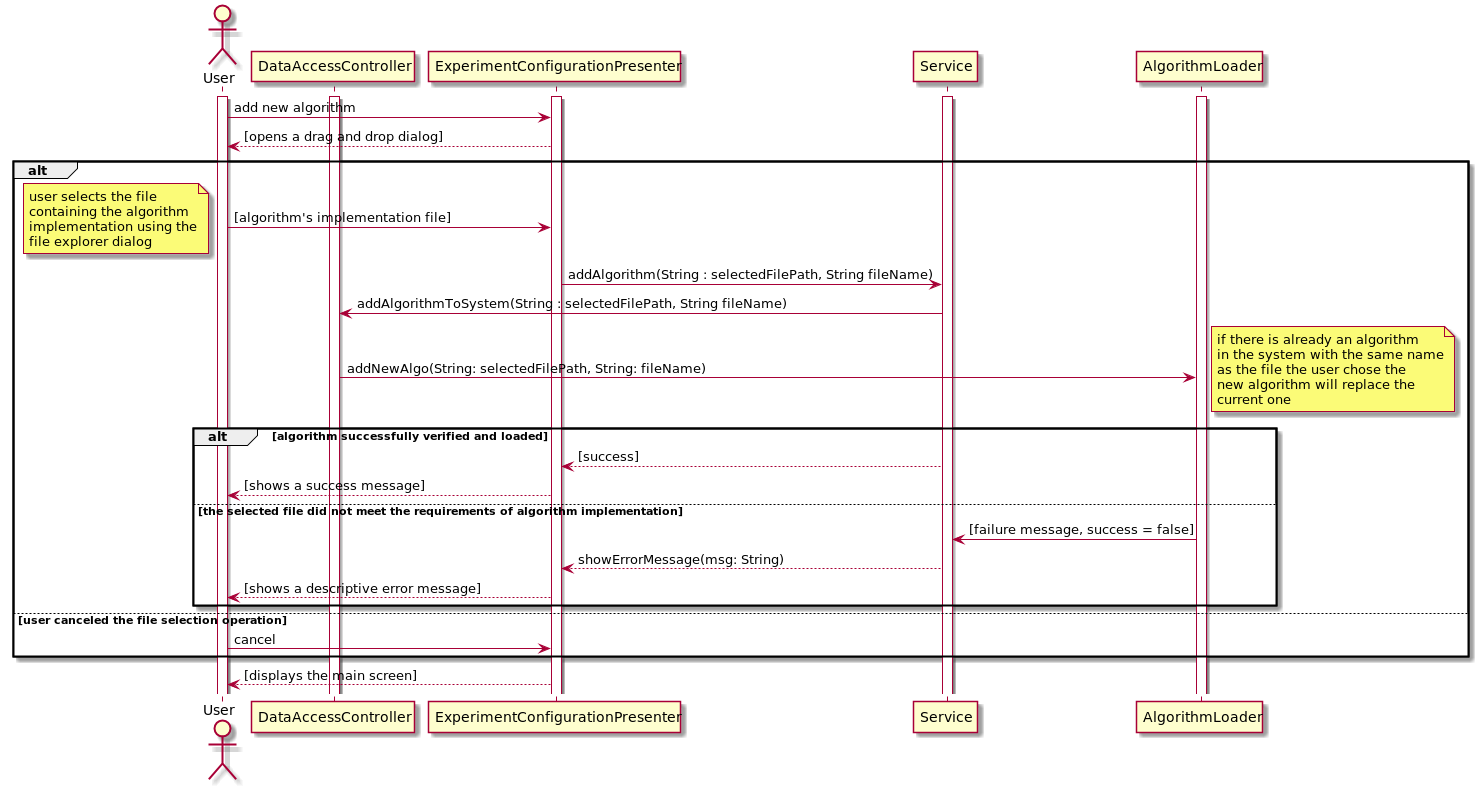 User
DataAccessController
ExperimentConfigurationPresenter
Service
AlgorithmLoader
add new algorithm
[opens a drag and drop dialog]
alt
user selects the file
containing the algorithm
implementation using the
file explorer dialog
[algorithm's implementation file]
addAlgorithm(String : selectedFilePath, String fileName)
addAlgorithmToSystem(String : selectedFilePath, String fileName)
if there is already an algorithm
in the system with the same name
as the file the user chose the
new algorithm will replace the
current one
addNewAlgo(String: selectedFilePath, String: fileName)
alt
[algorithm successfully verified and loaded]
[success]
[shows a success message]
[the selected file did not meet the requirements of algorithm implementation]
[failure message, success = false]
showErrorMessage(msg: String)
[shows a descriptive error message]
[user canceled the file selection operation]
cancel
[displays the main screen]
User
DataAccessController
ExperimentConfigurationPresenter
Service
AlgorithmLoader